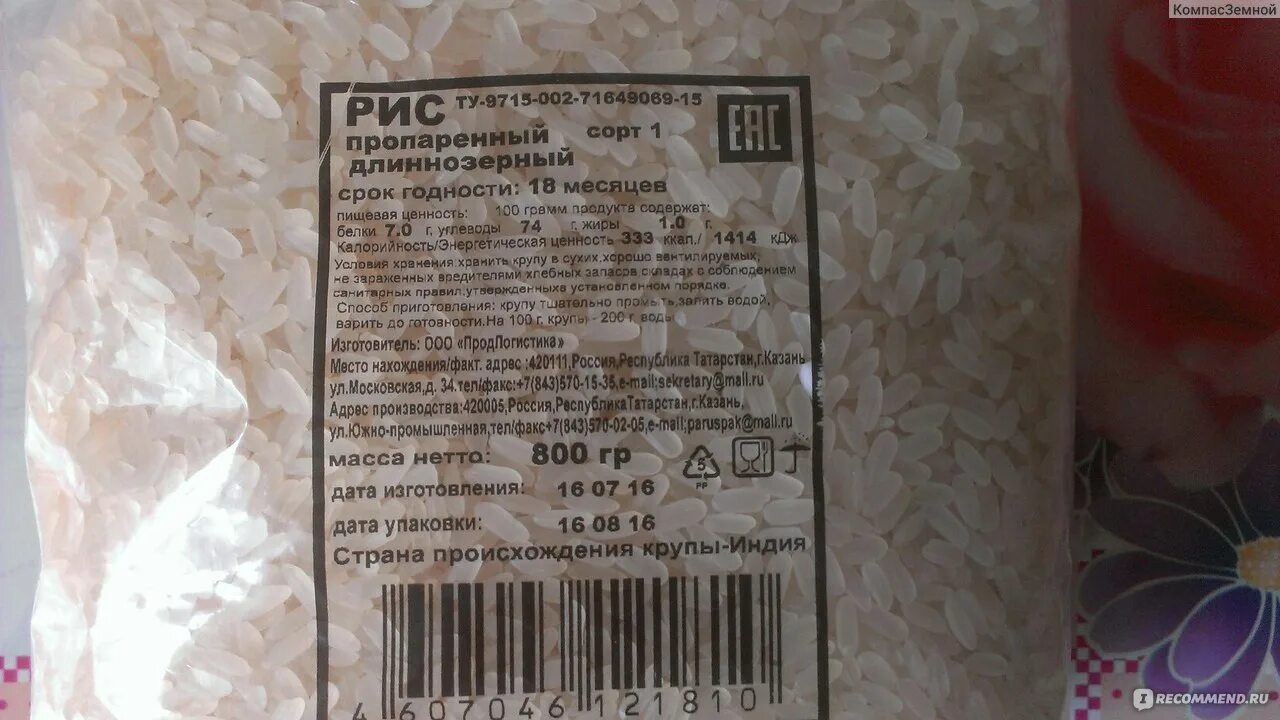 КомпасЗемной
РИС ТУ-9715-002-71649069-15
пропаренный сорт 1
длиннозерный
EAC
срок годности: 18 месяцев
пищевая ценность: 100 грамм продукта содержат:
белки 7.0 г, углеводы 74 г. жиры 1.0 г.
Калорийность/Энергетическая ценность 333 ккал./ 1414 кДж
Условия хранения:хранить крупу в сухих,хорошо вентилируемых,
не зараженных вредителями хлебных запасов складах с соблюдением
санитарных правил,утвержденных в установленном порядке.
Способ приготовления: крупу тщательно промыть,залить водой,
варить до готовности.На 100 г. крупы - 200 г. воды
Изготовитель: ООО «ПродЛогистика»
Место нахождения/факт. адрес :420111,Россия,Республика Татарстан,г.Казань
ул.Московская,д. 34.тел/факс:+7(843)570-15-35,e-mail:sekretary@mail.ru
Адрес производства:420005,Россия,РеспубликаТатарстан,г.Казань,
ул.Южно-промышленная,тел/факс+7(843)570-02-05,e-mail:paruspak@mail.ru
масса нетто: 800 гр
5
PP
дата изготовления: 16 07 16
дата упаковки: 16 08 16
Страна происхождения крупы-Индия
4 607046 121810
RECOMMEND.RU